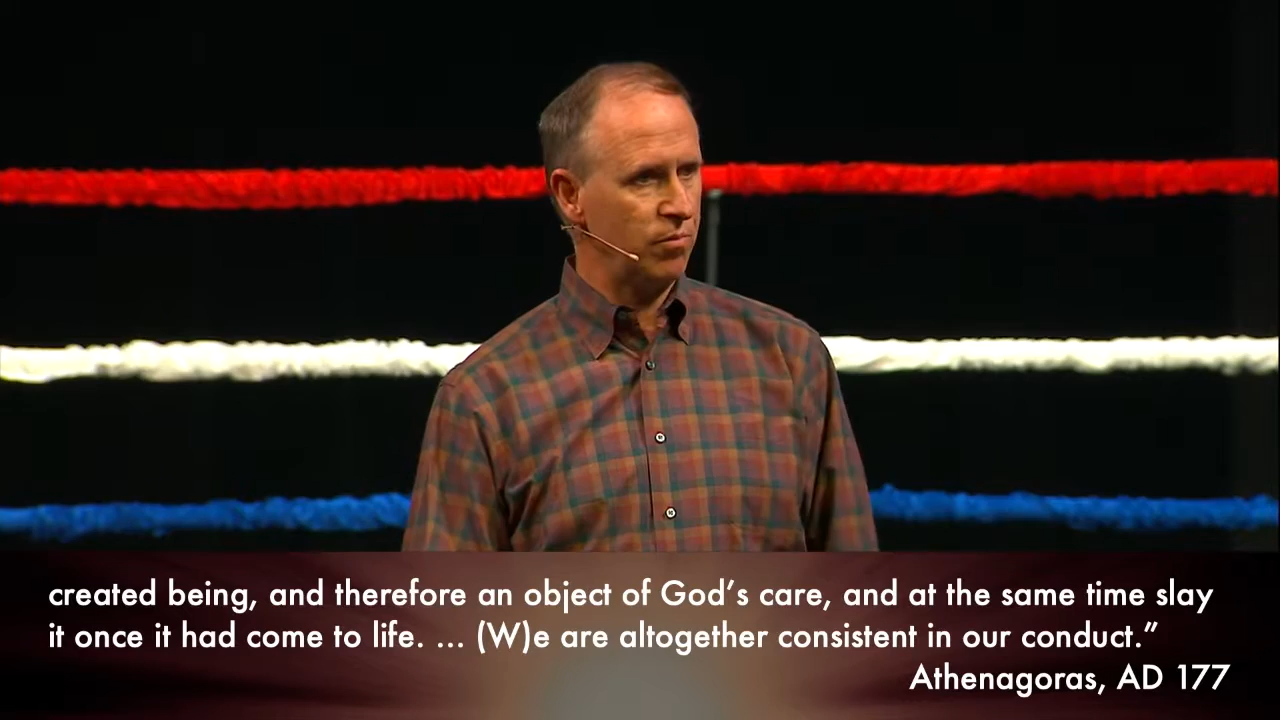 created being, and therefore an object of God's care, and at the same time slay
it once it had come to life. ... (W)e are altogether consistent in our conduct.”
Athenagoras, AD 177